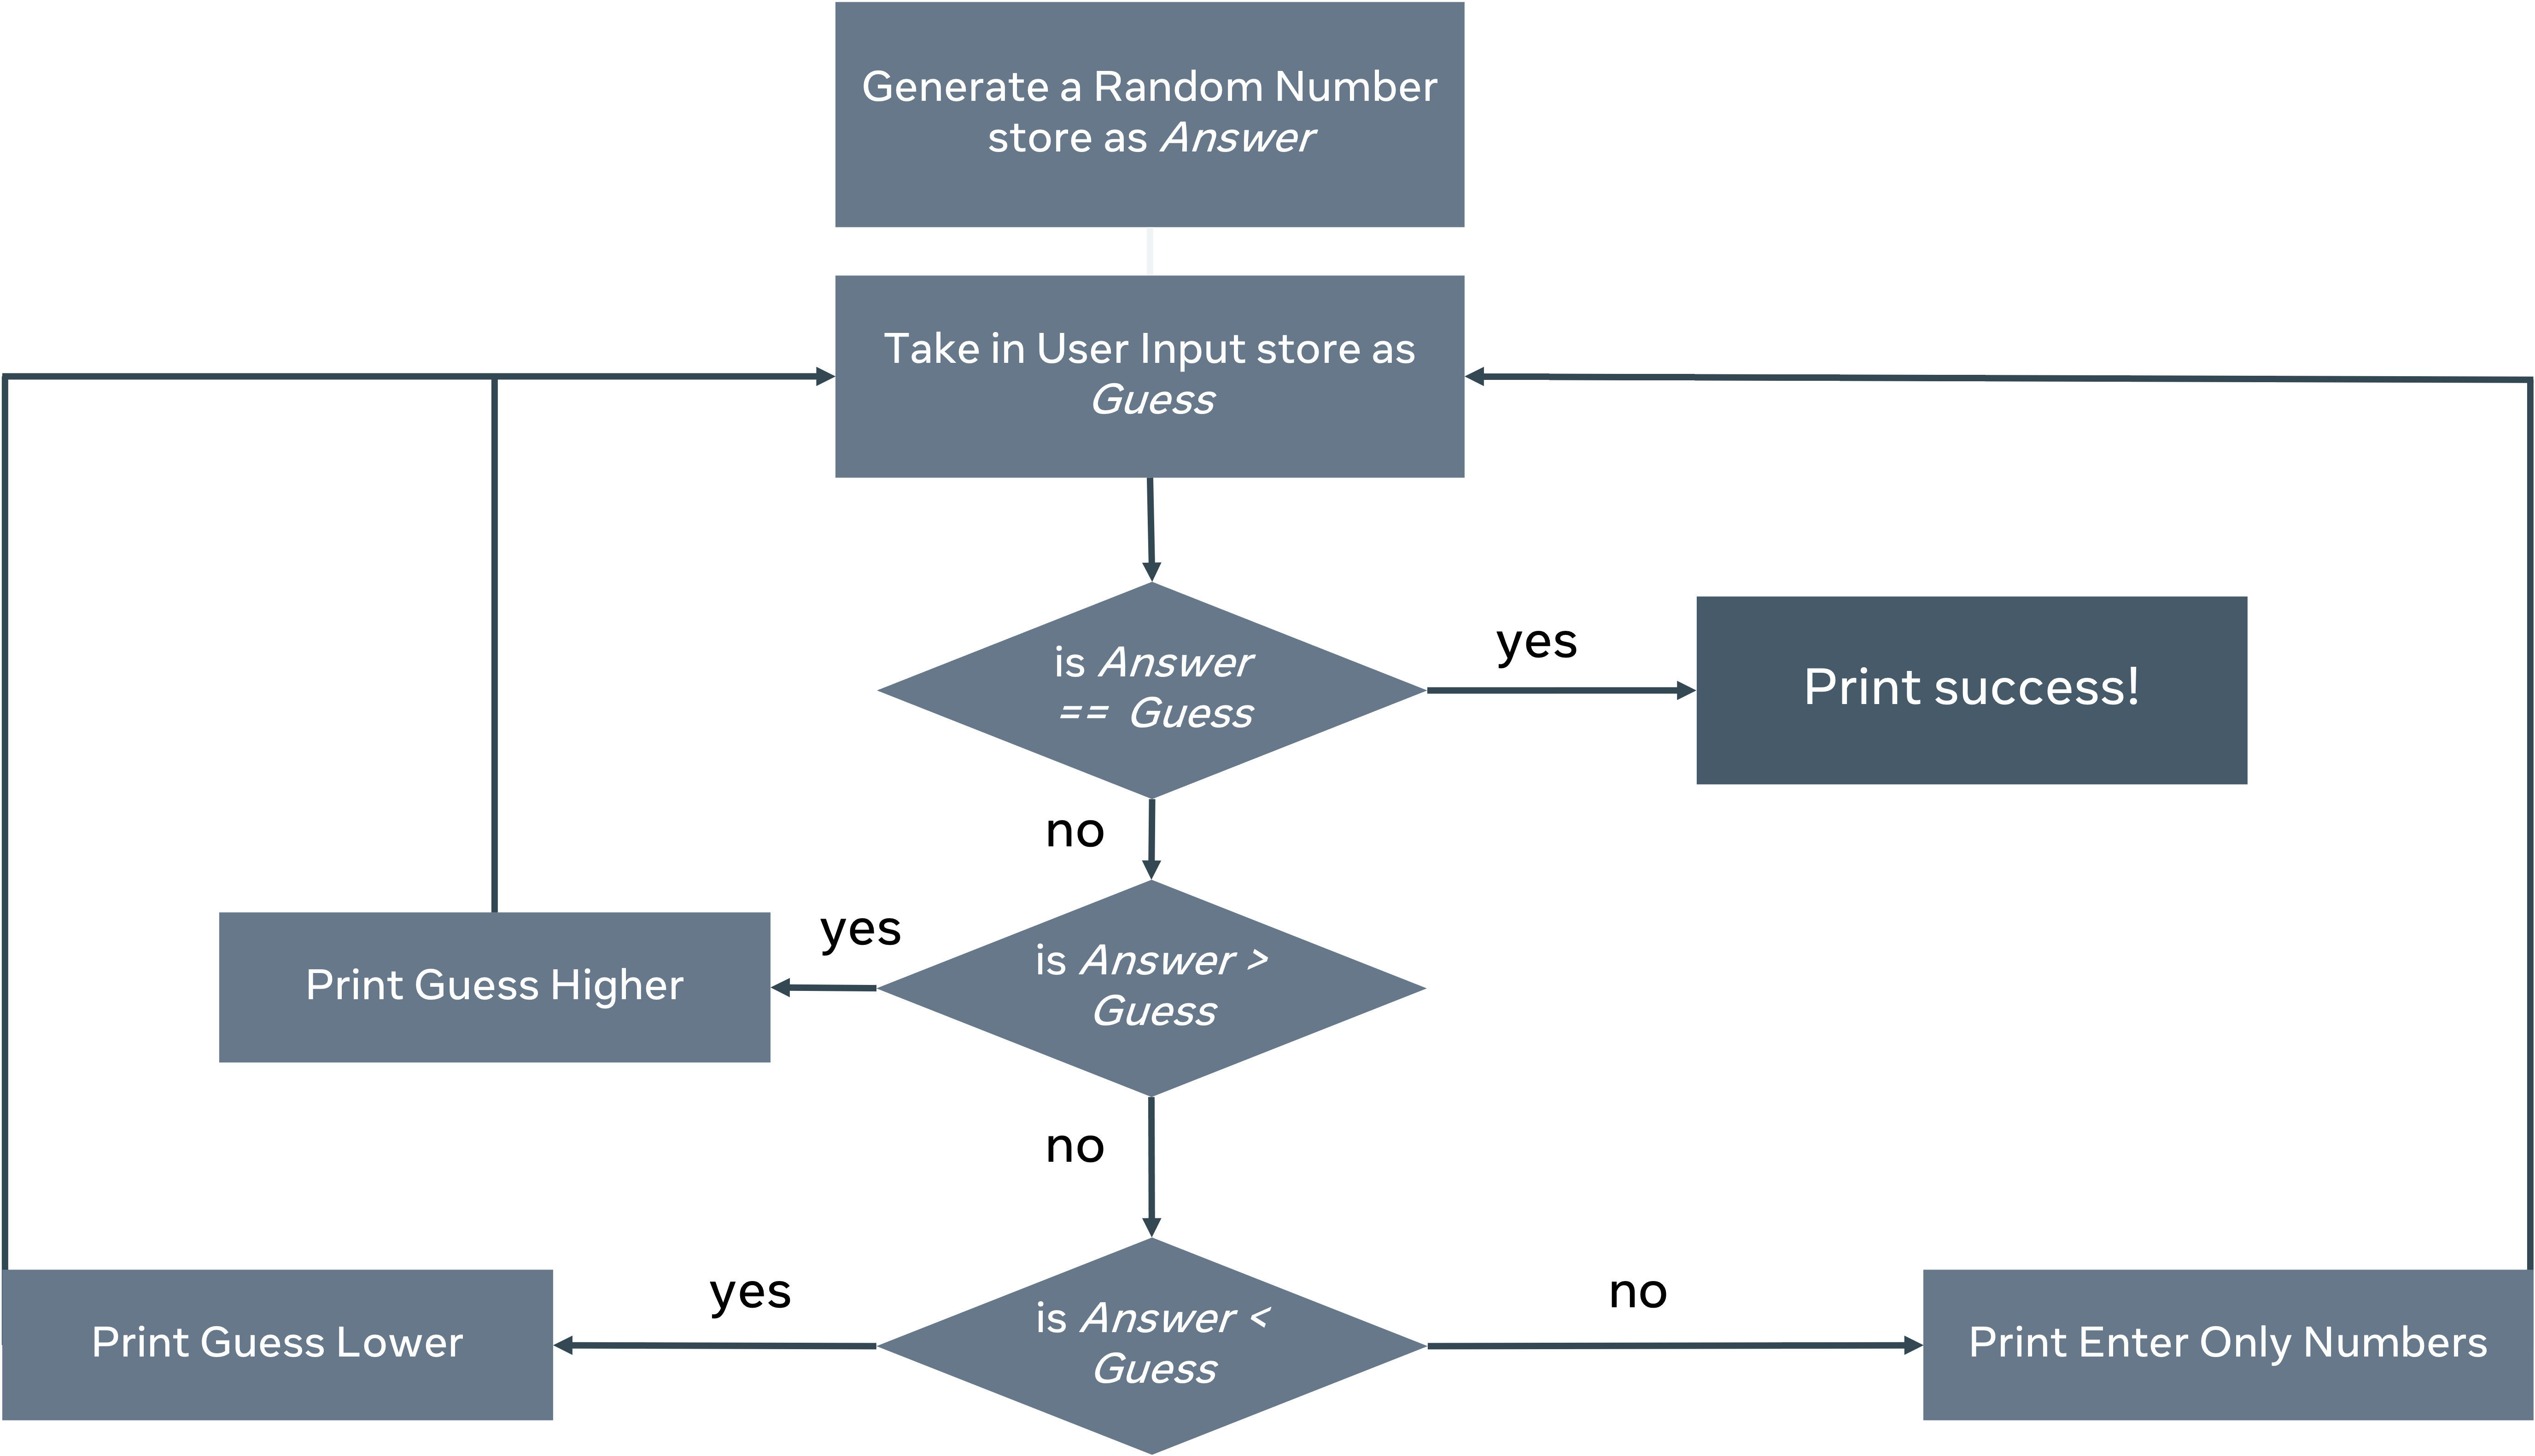 Generate a Random Number
store as Answer
Take in User Input store as
Guess
is Answer
== Guess
yes
Print success!
no
is Answer >
Guess
yes
Print Guess Higher
no
is Answer <
Guess
yes
Print Guess Lower
no
Print Enter Only Numbers